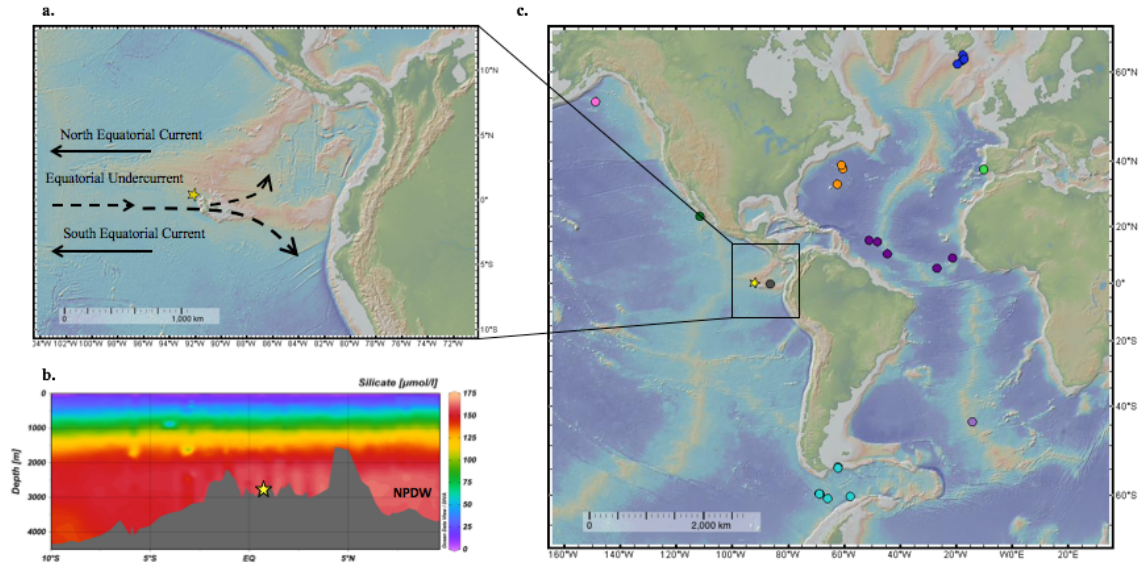 a.
c.
North Equatorial Current
Equatorial Undercurrent
South Equatorial Current
10°N
5°N
0°
5°S
10°S
0 1,000 km
104°W 102°W 100°W 98°W 96°W 94°W 92°W 90°W 88°W 86°W 84°W 82°W 80°W 78°W 76°W 74°W 72°W
b.
Silicate [µmol/l]
Depth [m]
0
1000
2000
3000
4000
NPDW
175
150
125
100
75
50
25
0
Ocean Data View / DIVA
10°S 5°S EQ 5°N
60°N
40°N
20°N
0°
20°S
40°S
60°S
0 2,000 km
160°W 140°W 120°W 100°W 80°W 60°W 40°W 20°W W0°E 20°E